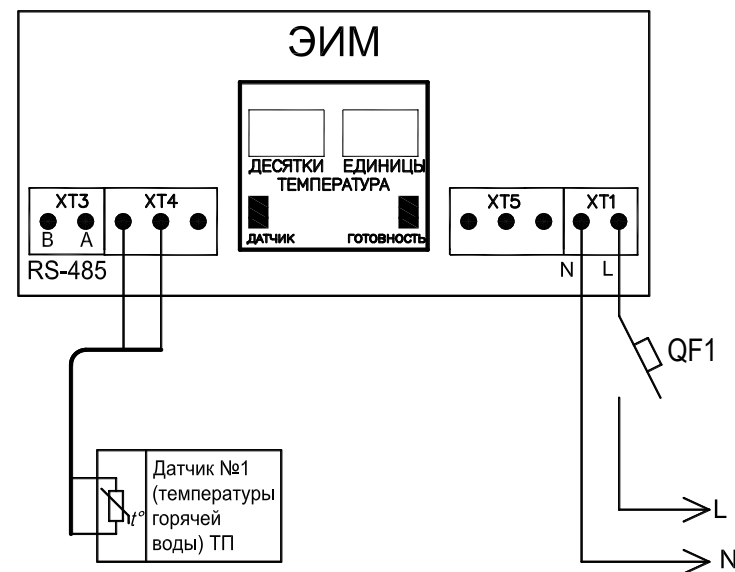 ЭИМ
ДЕСЯТКИ ЕДИНИЦЫ
ТЕМПЕРАТУРА
ДАТЧИК ГОТОВНОСТЬ
XT3 XT4 XT5 XT1
B A
RS-485
N L
QF1
Датчик №1
(температуры
горячей
воды) ТП
t°
L
N